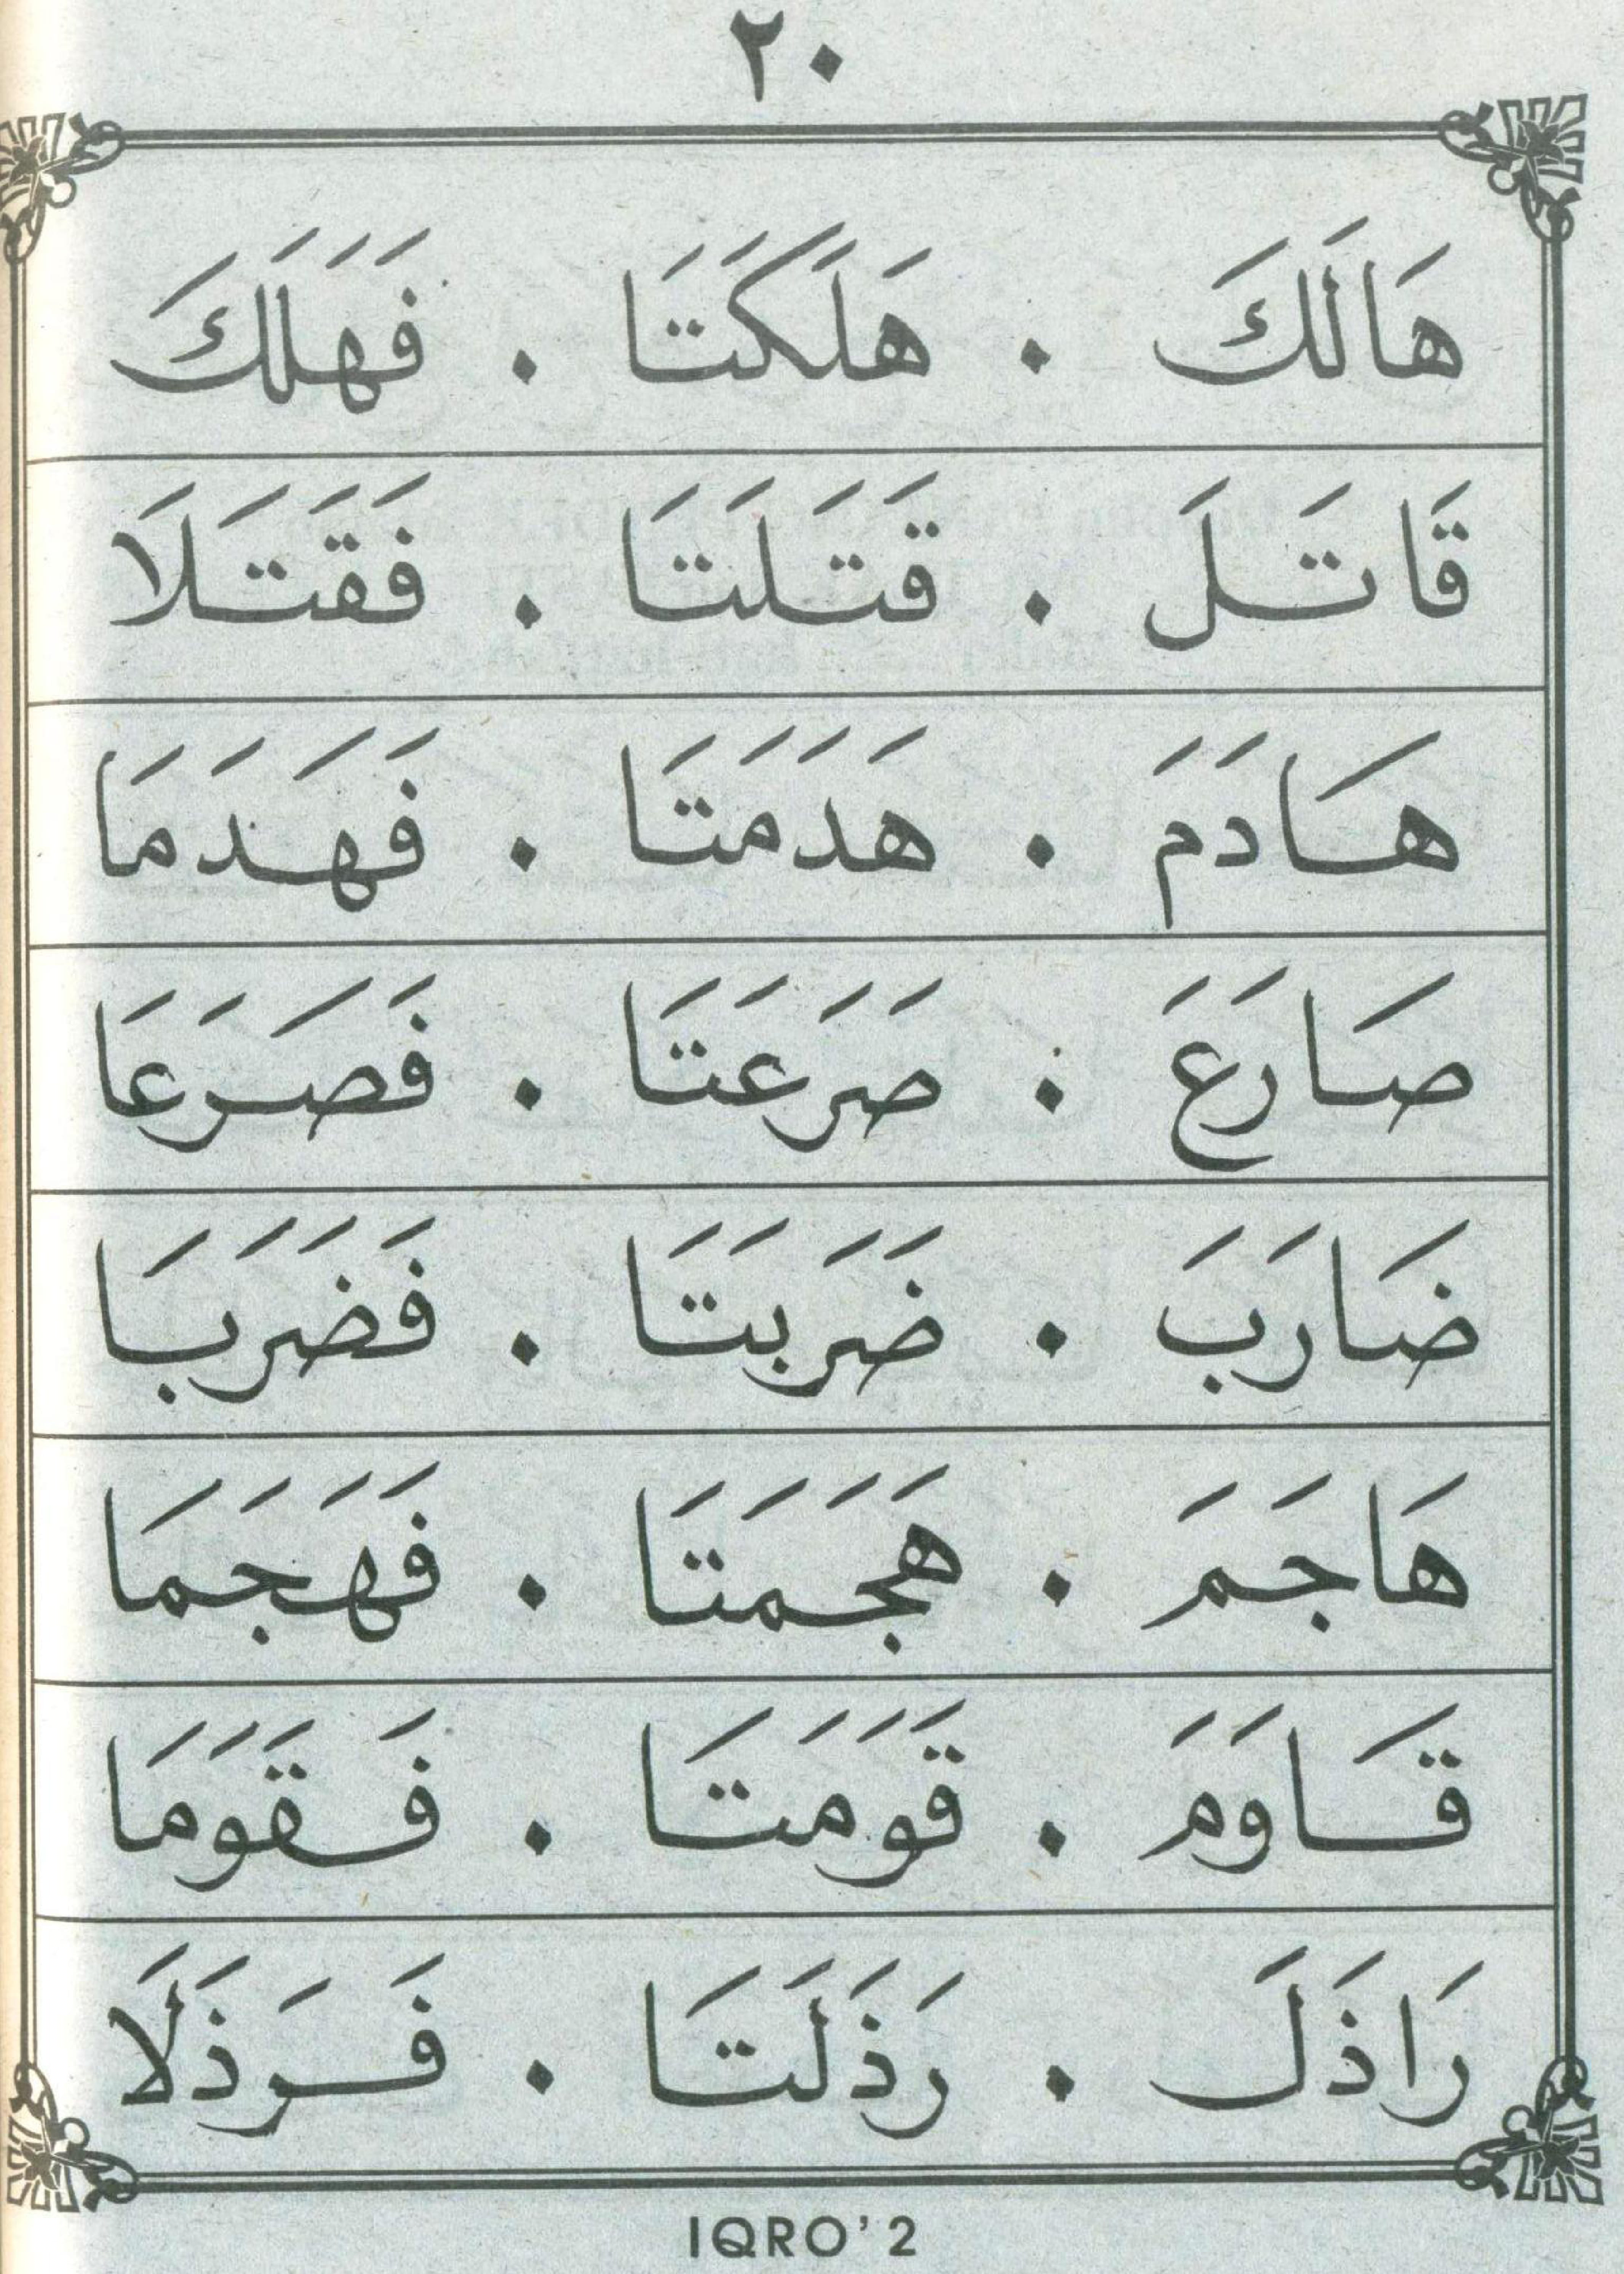 ٢٠
هَالَكَ . هَلَكَتَا . فَهَلَكَ
قَاتَلَ . قَتَلَتَا . فَقَتَلَا
هَادَمَ . هَدَمَتَا . فَهَدَمَا
صَارَعَ . صَرَعَتَا . فَصَرَعَا
ضَارَبَ . ضَرَبَتَا . فَضَرَبَا
هَاجَمَ . هَجَمَتَا . فَهَجَمَا
قَاوَمَ . قَوَمَتَا . فَقَوَمَا
رَاذَلَ . رَذَلَتَا . فَرَذَلَا
IQRO’2